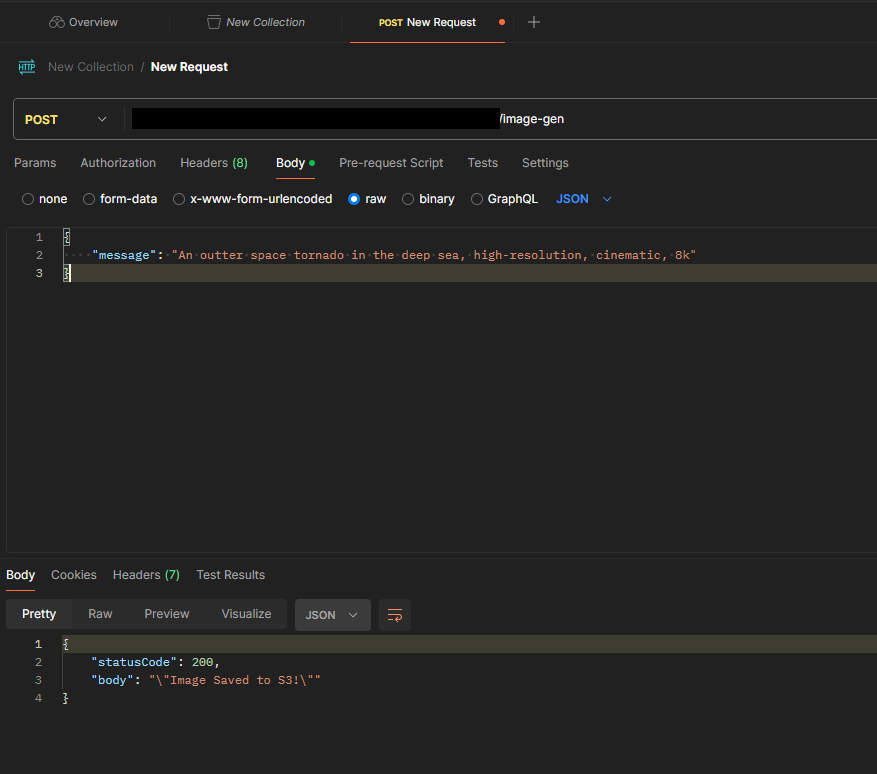 Overview New Collection POST New Request
HTTP New Collection / New Request
POST /image-gen
Params Authorization Headers (8) Body Pre-request Script Tests Settings
none form-data x-www-form-urlencoded raw binary GraphQL JSON
1 {
2 ····"message":·"An·outter·space·tornado·in·the·deep·sea,·high-resolution,·cinematic,·8k"
3 }
Body Cookies Headers (7) Test Results
Pretty Raw Preview Visualize JSON
1 {
2 "statusCode": 200,
3 "body": "\"Image Saved to S3!\""
4 }